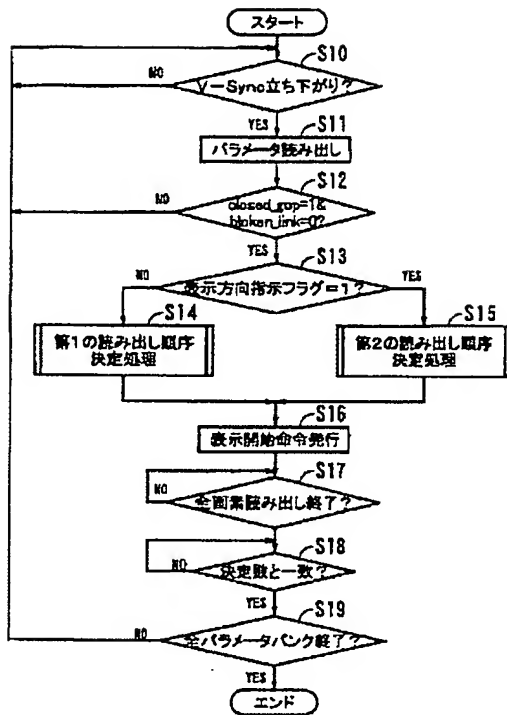 スタート
S10
V-Sync立ち下がり?
NO
YES
S11
パラメータ読み出し
S12
closed_gop=1&
broken_link=0?
NO
YES
S13
表示方向指示フラグ=1?
NO
YES
S14
第1の読み出し順序
決定処理
S15
第2の読み出し順序
決定処理
S16
表示開始命令発行
S17
全画素読み出し終了?
NO
YES
S18
決定数と一致?
NO
YES
S19
全パラメータバンク終了?
NO
YES
エンド